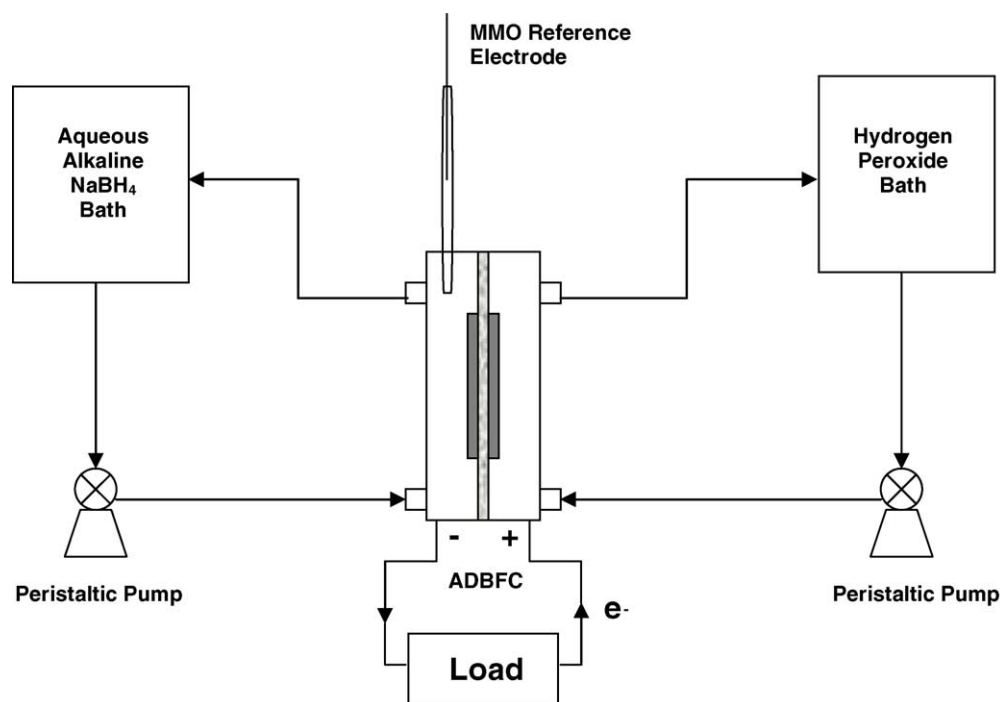 MMO Reference
Electrode
Aqueous
Alkaline
NaBH₄
Bath
Hydrogen
Peroxide
Bath
- +
ADBFC
e-
Peristaltic Pump
Peristaltic Pump
Load